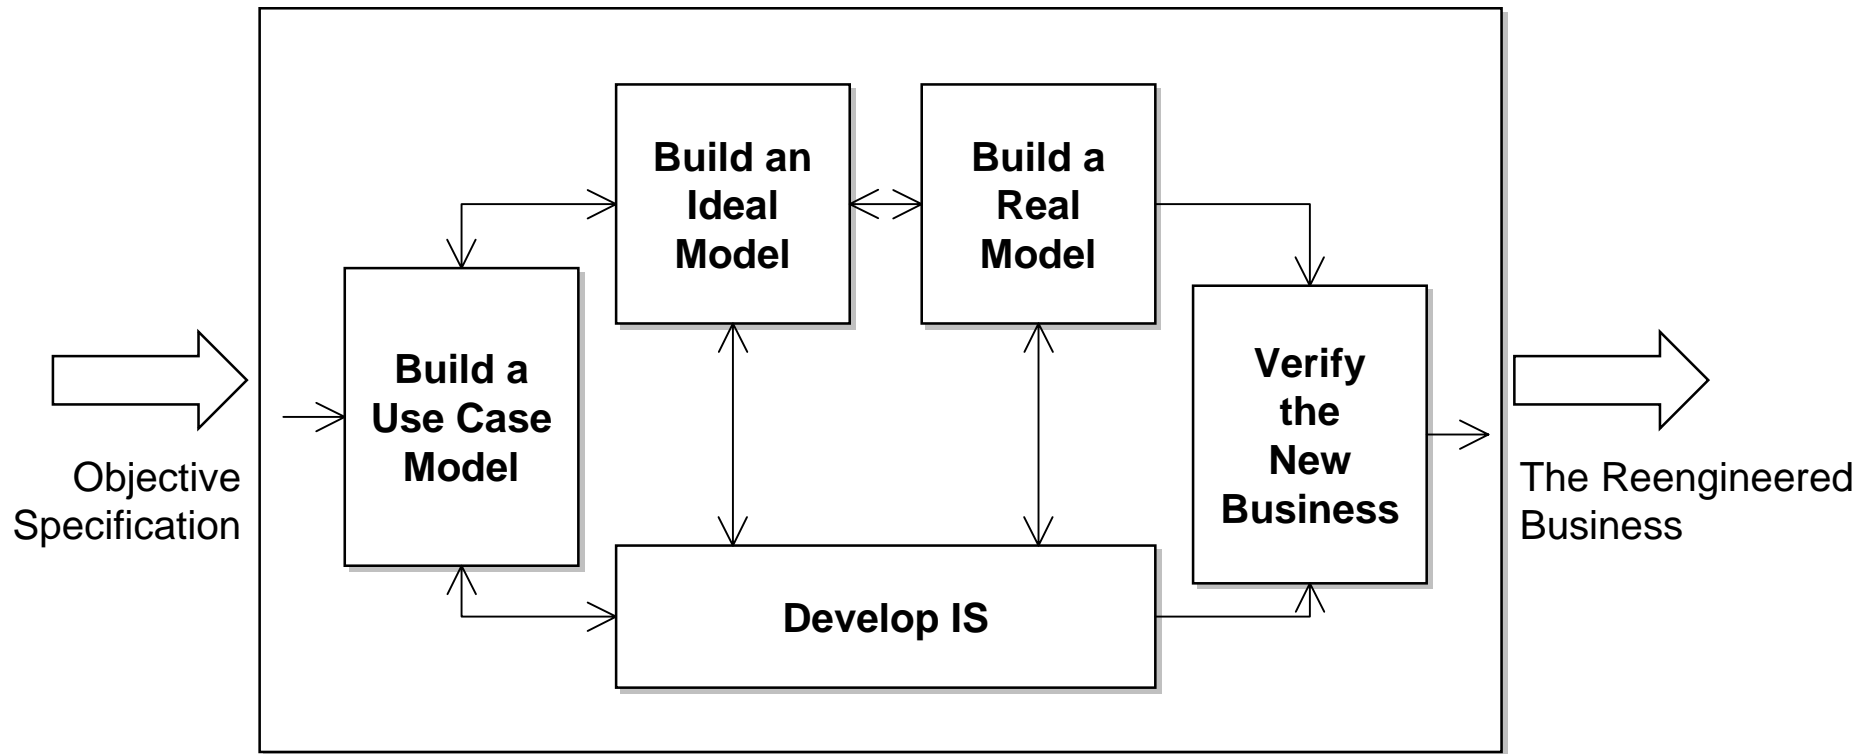 Objective
Specification
Build a
Use Case
Model
Build an
Ideal
Model
Build a
Real
Model
Develop IS
Verify
the
New
Business
The Reengineered
Business